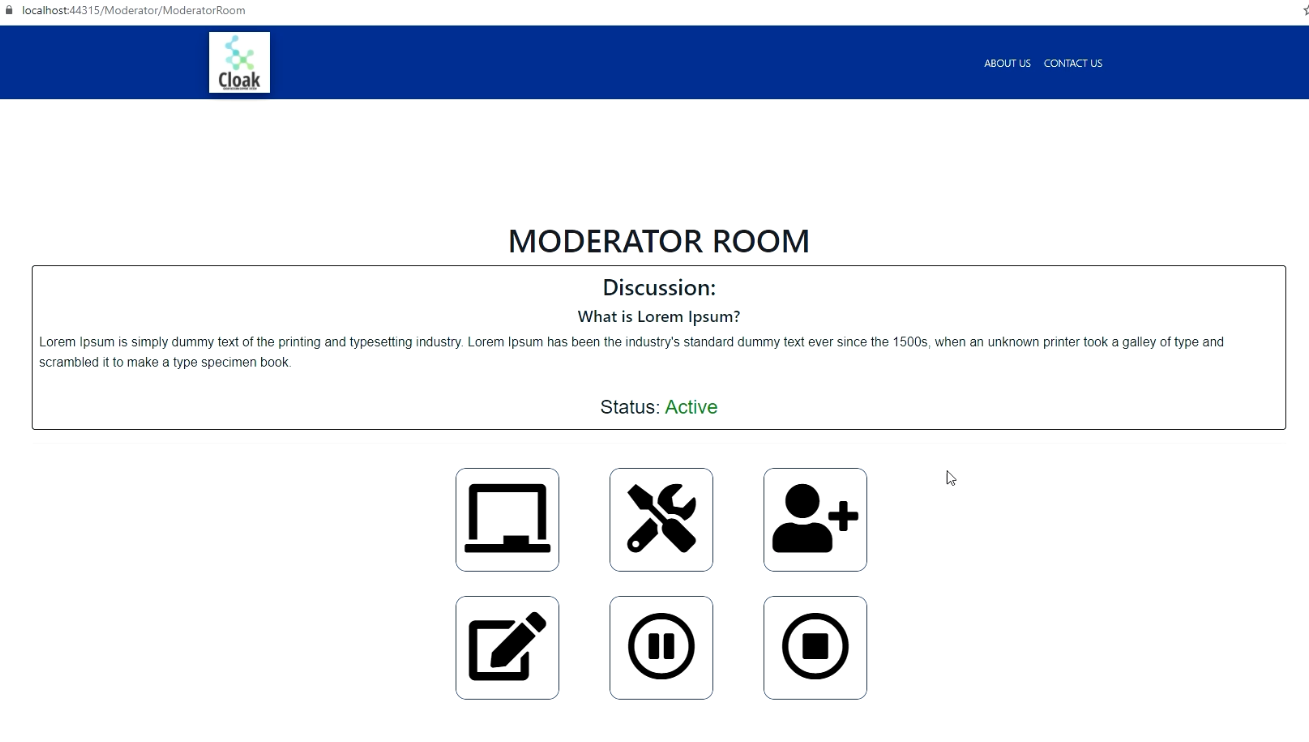 localhost:44315/Moderator/ModeratorRoom
Cloak
ABOUT US CONTACT US
MODERATOR ROOM
Discussion:
What is Lorem Ipsum?
Lorem Ipsum is simply dummy text of the printing and typesetting industry. Lorem Ipsum has been the industry's standard dummy text ever since the 1500s, when an unknown printer took a galley of type and
scrambled it to make a type specimen book.
Status: Active